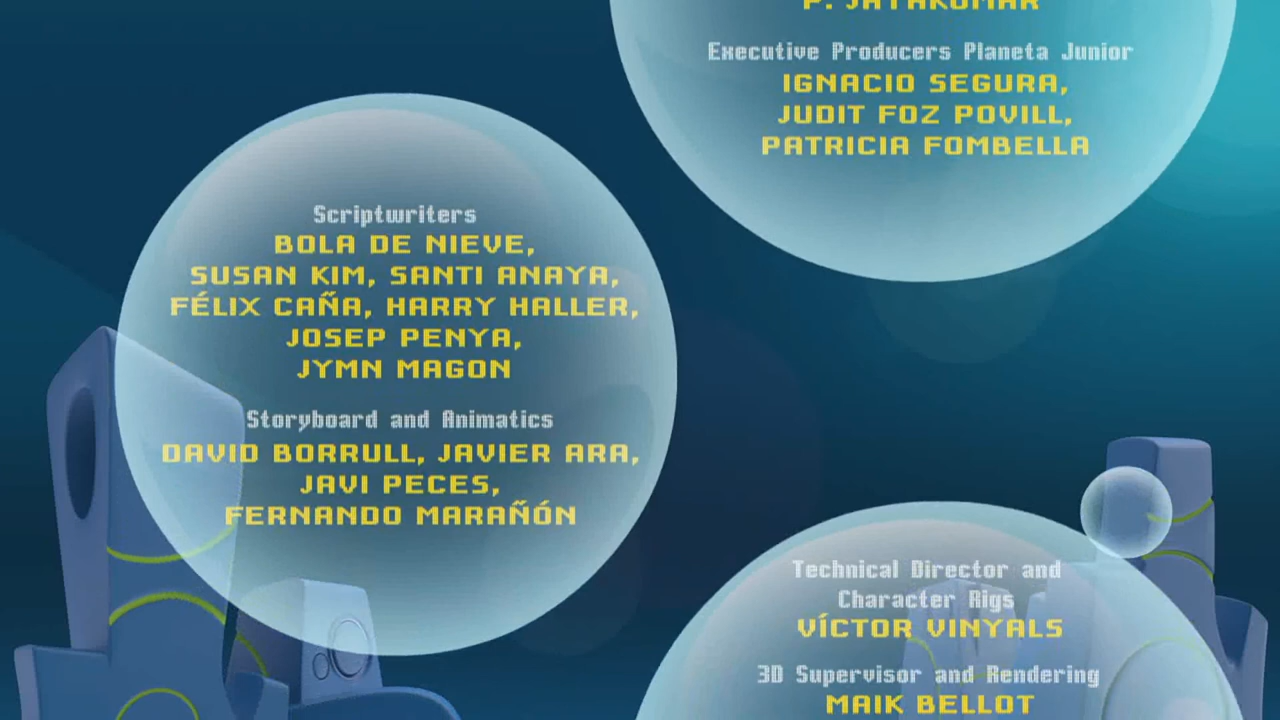 P. JAYAKUMAR
Executive Producers Planeta Junior
IGNACIO SEGURA,
JUDIT FOZ POVILL,
PATRICIA FOMBELLA
Scriptwriters
BOLA DE NIEVE,
SUSAN KIM, SANTI ANAYA,
FÉLIX CAÑA, HARRY HALLER,
JOSEP PENYA,
JYMN MAGON
Storyboard and Animatics
DAVID BORRULL, JAVIER ARA,
JAVI PECES,
FERNANDO MARAÑÓN
Technical Director and
Character Rigs
VÍCTOR VINYALS
3D Supervisor and Rendering
MAIK BELLOT